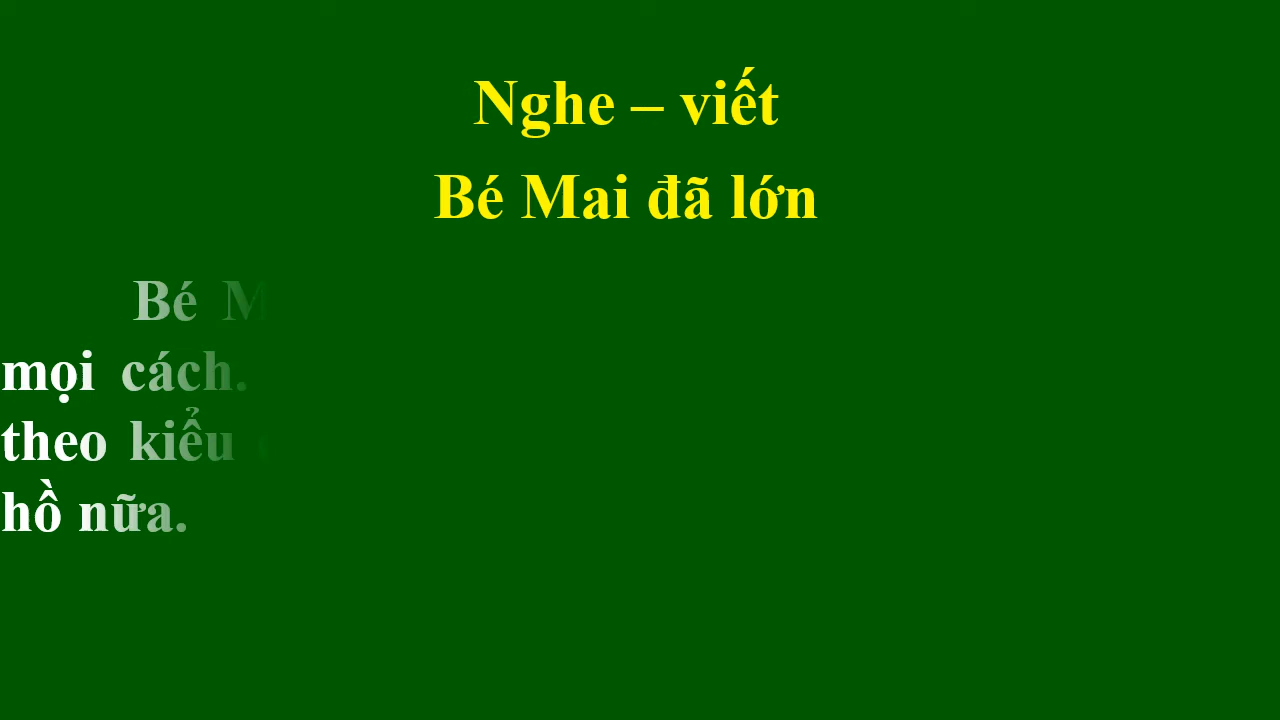 Nghe – viết
Bé Mai đã lớn
Bé
mọi cách.
theo kiểu
hồ nữa.